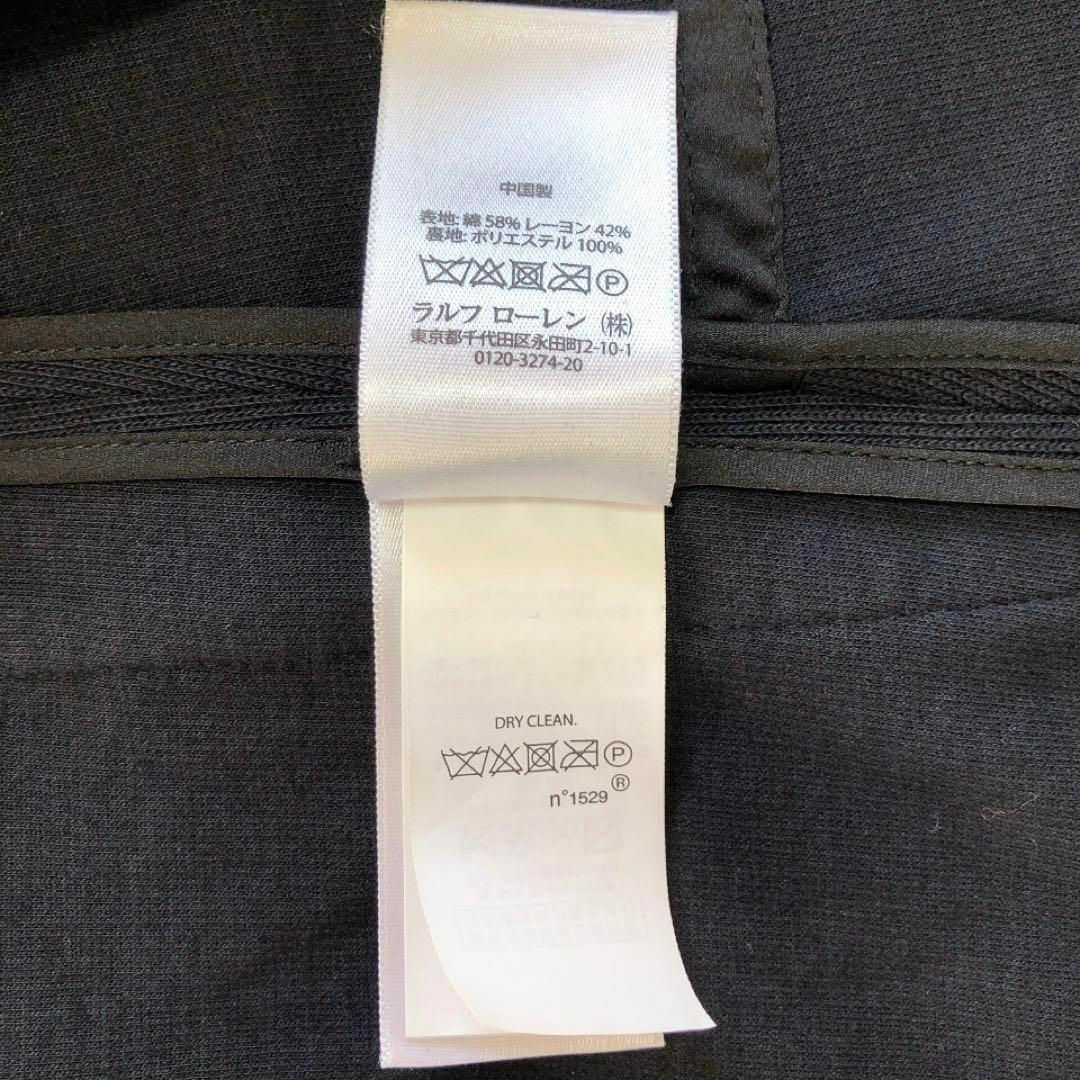 中国製
表地: 綿 58% レーヨン 42%
裏地: ポリエステル 100%
P
ラルフ ローレン (株)
東京都千代田区永田町2-10-1
0120-3274-20
DRY CLEAN.
P
n°1529 ®